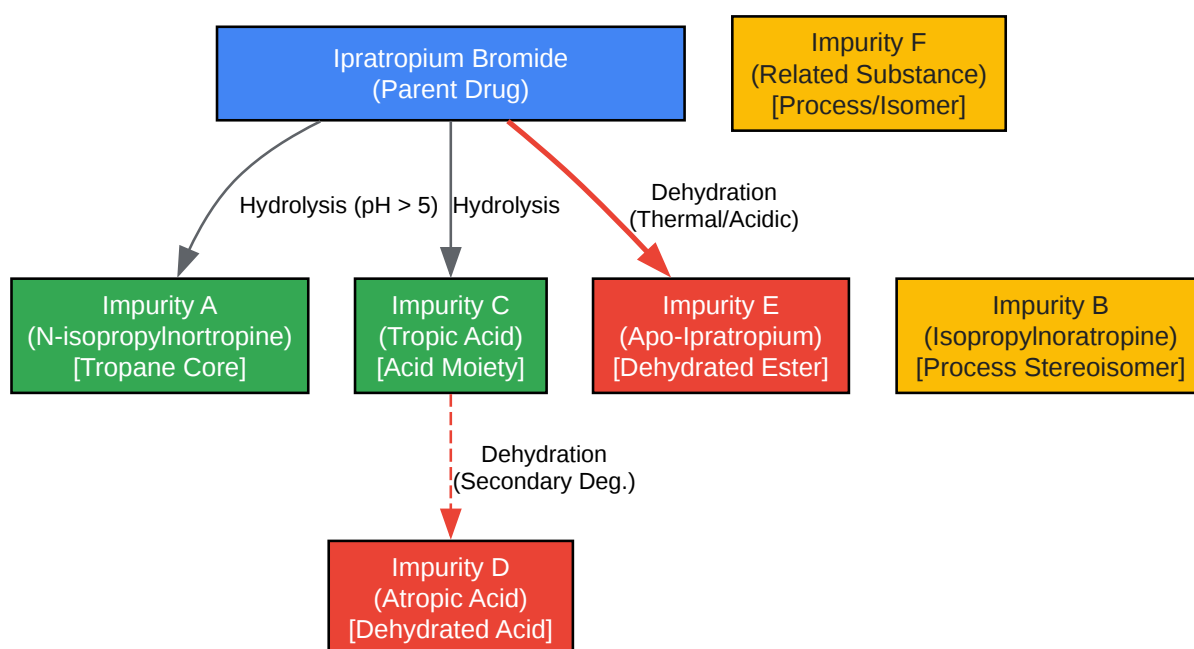 Ipratropium Bromide
(Parent Drug)
Impurity F
(Related Substance)
[Process/Isomer]
Hydrolysis (pH > 5)
Hydrolysis
Dehydration
(Thermal/Acidic)
Impurity A
(N-isopropylnortropine)
[Tropane Core]
Impurity C
(Tropic Acid)
[Acid Moiety]
Impurity E
(Apo-Ipratropium)
[Dehydrated Ester]
Impurity B
(Isopropylnoratropine)
[Process Stereoisomer]
Dehydration
(Secondary Deg.)
Impurity D
(Atropic Acid)
[Dehydrated Acid]